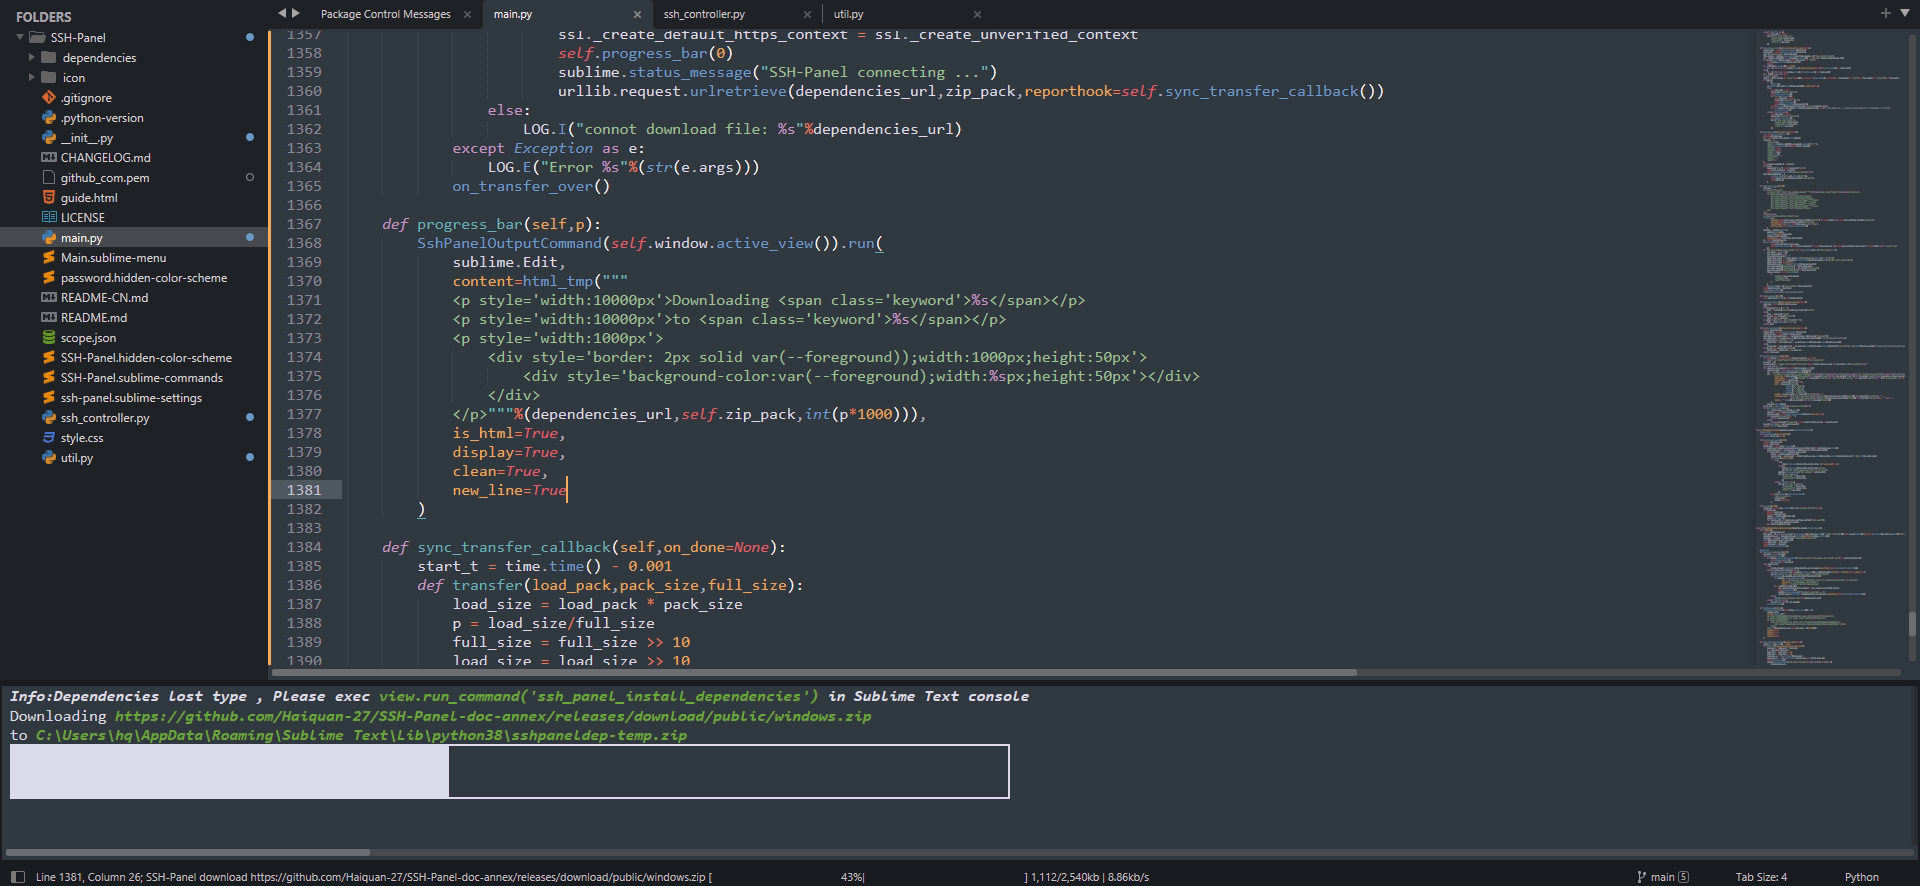 FOLDERS
SSH-Panel
dependencies
icon
.gitignore
.python-version
__init__.py
CHANGELOG.md
github_com.pem
guide.html
LICENSE
main.py
Main.sublime-menu
password.hidden-color-scheme
README-CN.md
README.md
scope.json
SSH-Panel.hidden-color-scheme
SSH-Panel.sublime-commands
ssh-panel.sublime-settings
ssh_controller.py
style.css
util.py
Package Control Messages
main.py
ssh_controller.py
util.py
1357 ssl._create_default_https_context = ssl._create_unverified_context
1358 self.progress_bar(0)
1359 sublime.status_message("SSH-Panel connecting ...")
1360 urllib.request.urlretrieve(dependencies_url,zip_pack,reporthook=self.sync_transfer_callback())
1361 else:
1362 LOG.I("connot download file: %s"%dependencies_url)
1363 except Exception as e:
1364 LOG.E("Error %s"%(str(e.args)))
1365 on_transfer_over()
1366
1367 def progress_bar(self,p):
1368 SshPanelOutputCommand(self.window.active_view()).run(
1369 sublime.Edit,
1370 content=html_tmp("""
1371 <p style='width:10000px'>Downloading <span class='keyword'>%s</span></p>
1372 <p style='width:10000px'>to <span class='keyword'>%s</span></p>
1373 <p style='width:1000px'>
1374 <div style='border: 2px solid var(--foreground));width:1000px;height:50px'>
1375 <div style='background-color:var(--foreground);width:%spx;height:50px'></div>
1376 </div>
1377 </p>"""%(dependencies_url,self.zip_pack,int(p*1000))),
1378 is_html=True,
1379 display=True,
1380 clean=True,
1381 new_line=True
1382 )
1383
1384 def sync_transfer_callback(self,on_done=None):
1385 start_t = time.time() - 0.001
1386 def transfer(load_pack,pack_size,full_size):
1387 load_size = load_pack * pack_size
1388 p = load_size/full_size
1389 full_size = full_size >> 10
1390 load_size = load_size >> 10
Info:Dependencies lost type , Please exec view.run_command('ssh_panel_install_dependencies') in Sublime Text console
Downloading https://github.com/Haiquan-27/SSH-Panel-doc-annex/releases/download/public/windows.zip
to C:\Users\hq\AppData\Roaming\Sublime Text\Lib\python38\sshpaneldep-temp.zip
Line 1381, Column 26; SSH-Panel download https://github.com/Haiquan-27/SSH-Panel-doc-annex/releases/download/public/windows.zip [ 43%| ] 1,112/2,540kb | 8.86kb/s
main 5
Tab Size: 4
Python